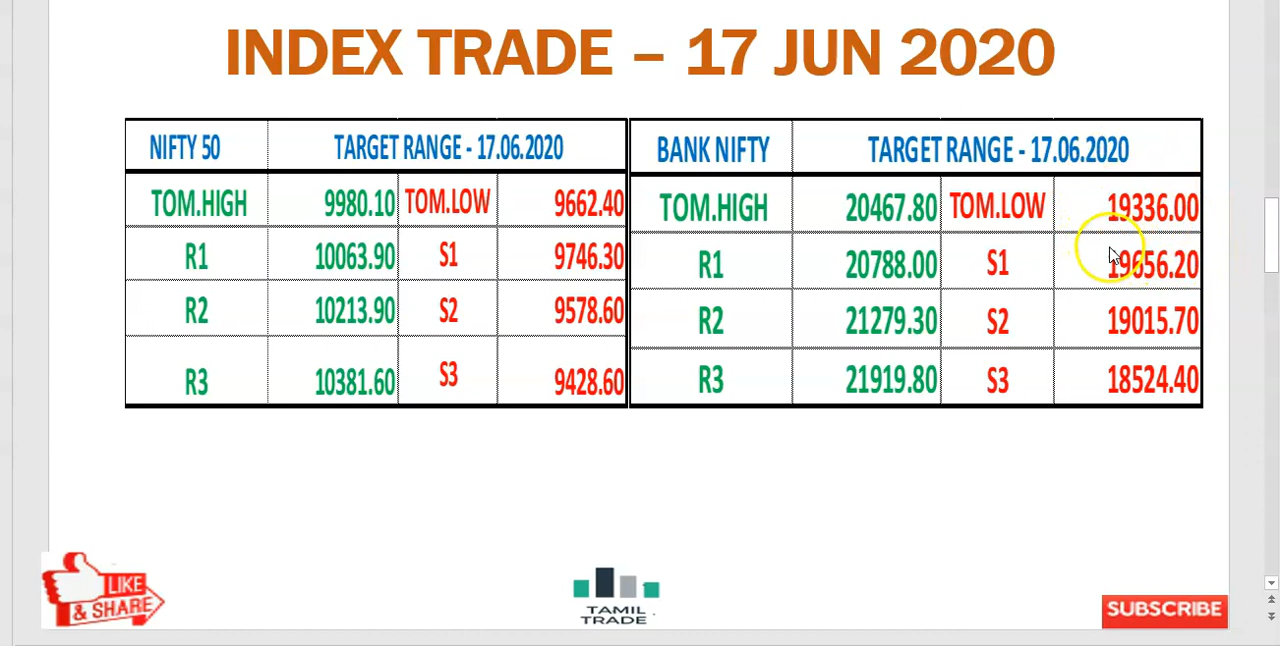 INDEX TRADE – 17 JUN 2020
NIFTY 50 TARGET RANGE - 17.06.2020
TOM.HIGH 9980.10 TOM.LOW 9662.40
R1 10063.90 S1 9746.30
R2 10213.90 S2 9578.60
R3 10381.60 S3 9428.60
BANK NIFTY TARGET RANGE - 17.06.2020
TOM.HIGH 20467.80 TOM.LOW 19336.00
R1 20788.00 S1 19656.20
R2 21279.30 S2 19015.70
R3 21919.80 S3 18524.40
LIKE
& SHARE
TAMIL
TRADE
SUBSCRIBE